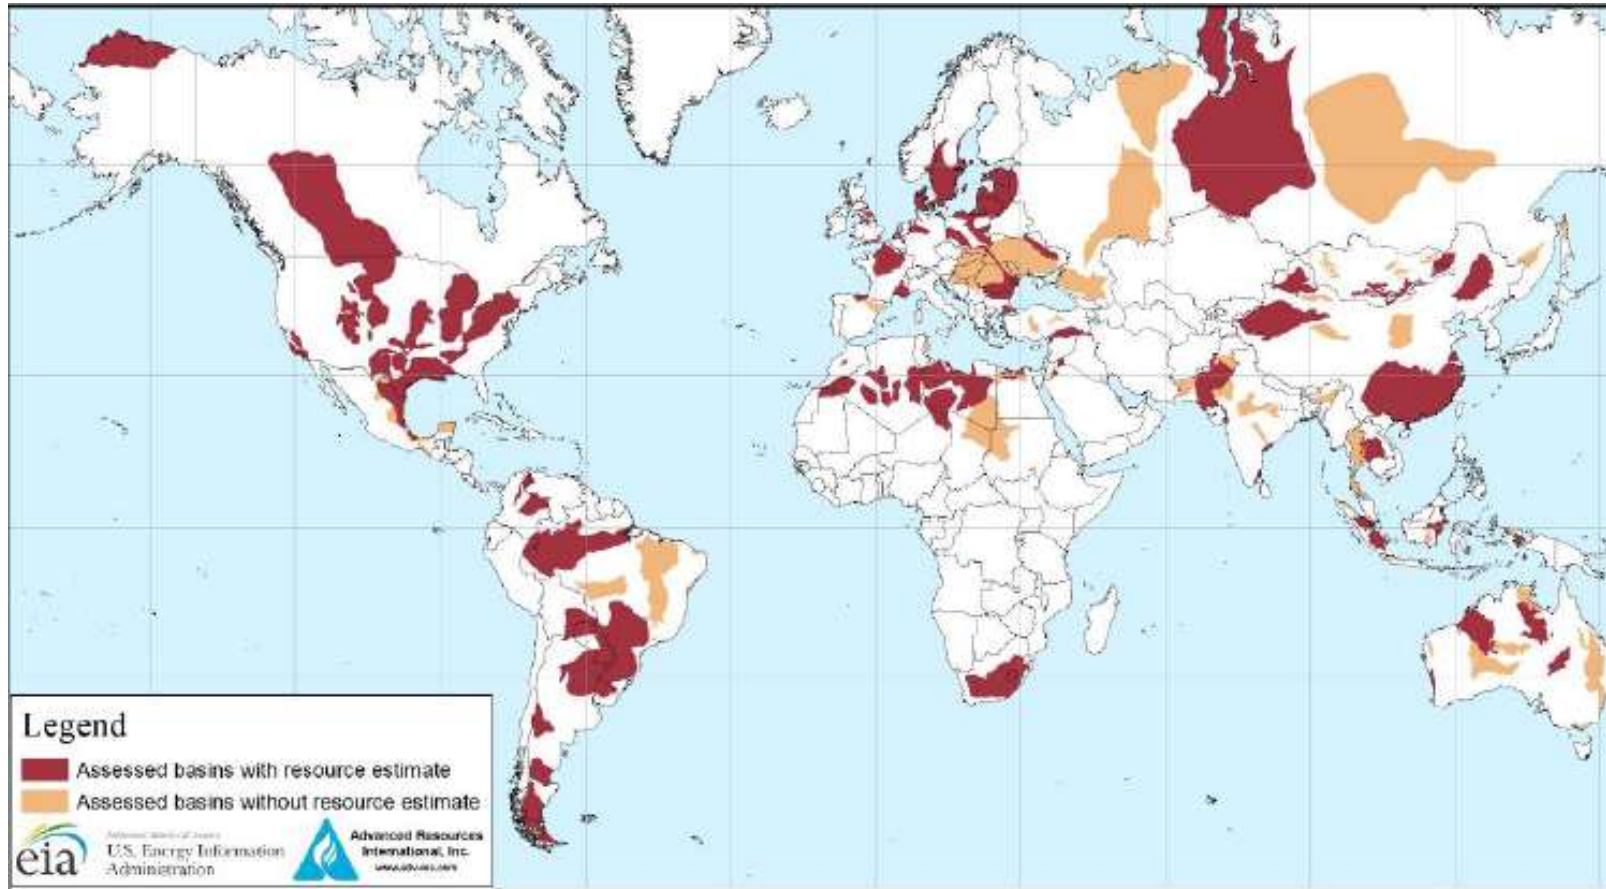 Legend
Assessed basins with resource estimate
Assessed basins without resource estimate
eia
U.S. Energy Information
Administration
Advanced Resources
International, Inc.